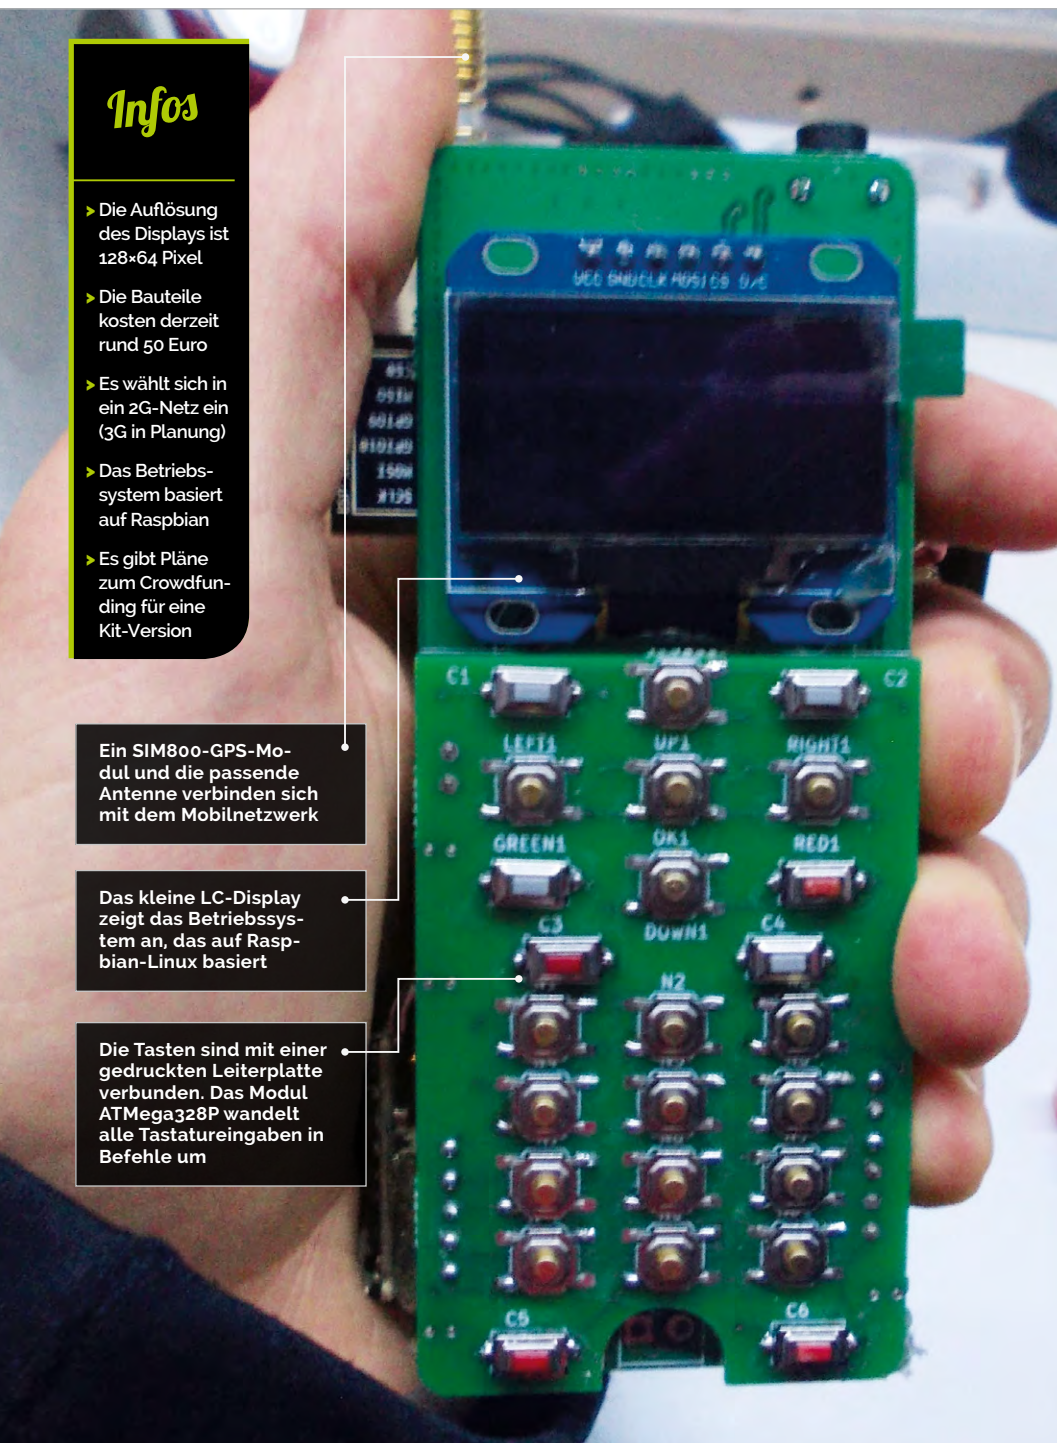 Infos
> Die Auflösung
des Displays ist
128×64 Pixel
> Die Bauteile
kosten derzeit
rund 50 Euro
> Es wählt sich in
ein 2G-Netz ein
(3G in Planung)
> Das Betriebs-
system basiert
auf Raspbian
> Es gibt Pläne
zum Crowdfun-
ding für eine
Kit-Version
Ein SIM800-GPS-Mo-
dul und die passende
Antenne verbinden sich
mit dem Mobilnetzwerk
Das kleine LC-Display
zeigt das Betriebssys-
tem an, das auf Rasp-
bian-Linux basiert
Die Tasten sind mit einer
gedruckten Leiterplatte
verbunden. Das Modul
ATMega328P wandelt
alle Tastatureingaben in
Befehle um
VCC GND CLK MOSI CS D/C
MISO
MOSI
SCLK
C1 C2
LEFT1 UP1 RIGHT1
GREEN1 OK1 RED1
C3 DOWN1 C4
N2
C5 C6